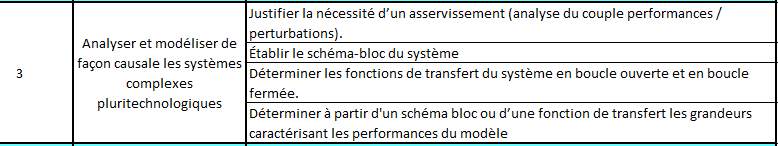 3
Analyser et modéliser de
façon causale les systèmes
complexes
pluritechnologiques
Justifier la nécessité d’un asservissement (analyse du couple performances /
perturbations).
Établir le schéma-bloc du système
Déterminer les fonctions de transfert du système en boucle ouverte et en boucle
fermée.
Déterminer à partir d'un schéma bloc ou d’une fonction de transfert les grandeurs
caractérisant les performances du modèle